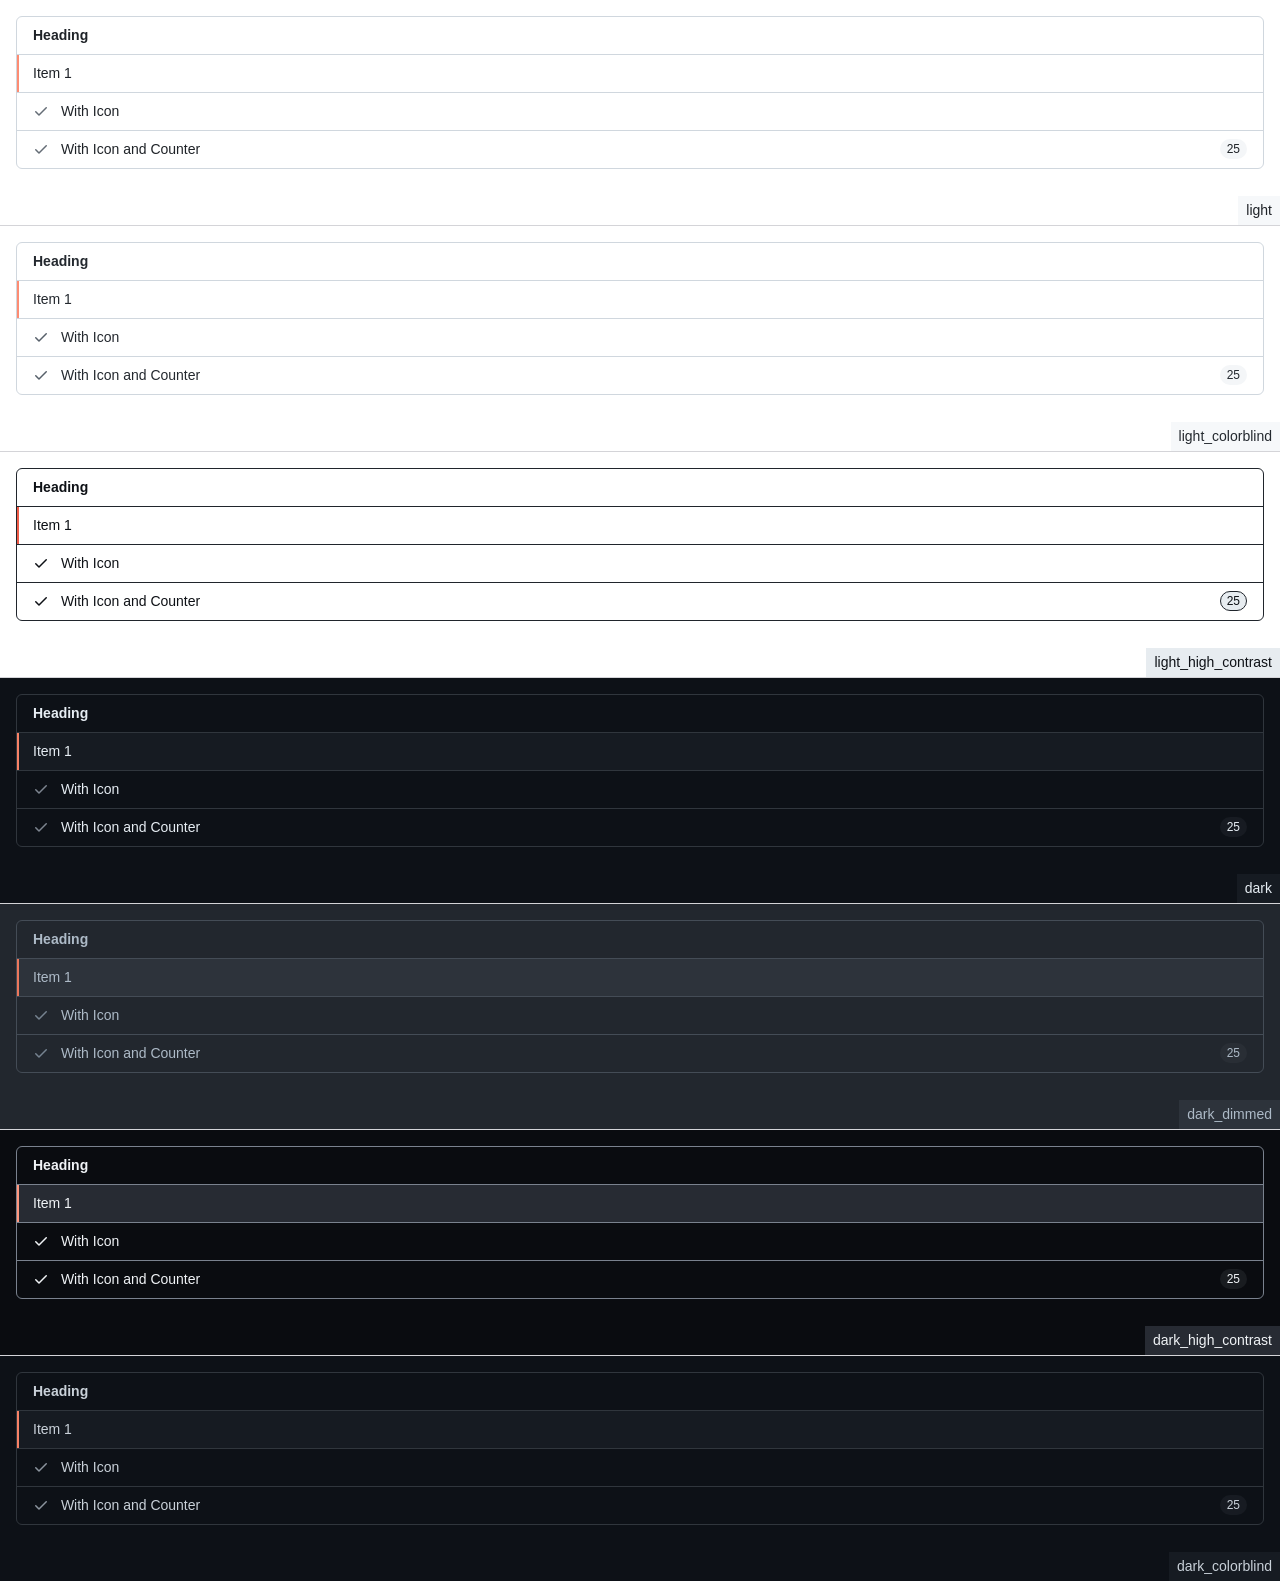 Heading
Item 1
With Icon
With Icon and Counter 25
light
Heading
Item 1
With Icon
With Icon and Counter 25
light_colorblind
Heading
Item 1
With Icon
With Icon and Counter 25
light_high_contrast
Heading
Item 1
With Icon
With Icon and Counter 25
dark
Heading
Item 1
With Icon
With Icon and Counter 25
dark_dimmed
Heading
Item 1
With Icon
With Icon and Counter 25
dark_high_contrast
Heading
Item 1
With Icon
With Icon and Counter 25
dark_colorblind